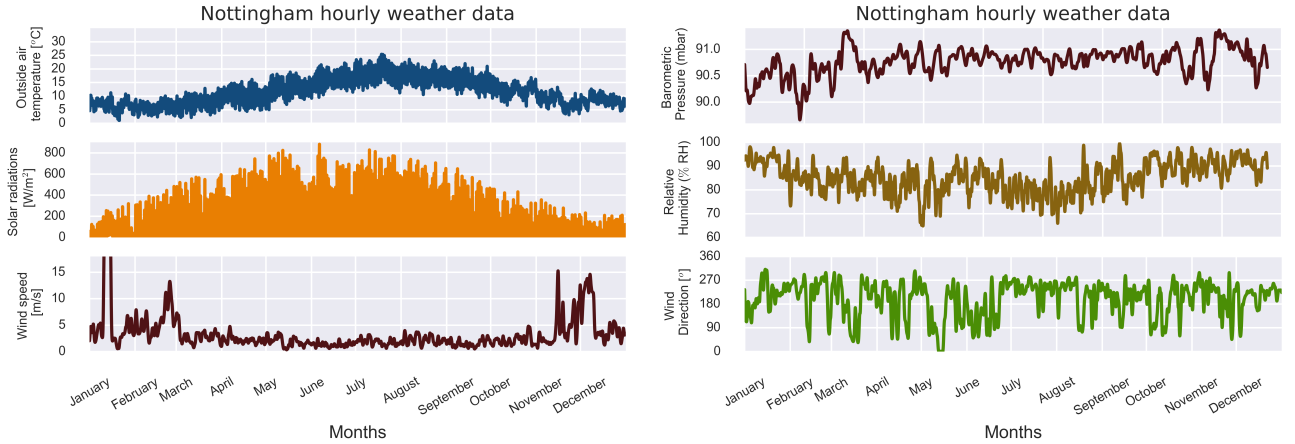 Nottingham hourly weather data
Outside air
temperature [°C]
30
25
20
15
10
5
0
Solar radiations
[W/m²]
800
600
400
200
0
Wind speed
[m/s]
15
10
5
0
January
February
March
April
May
June
July
August
September
October
November
December
Months
Nottingham hourly weather data
Barometric
Pressure (mbar)
91.0
90.5
90.0
Relative
Humidity (% RH)
100
90
80
70
60
Wind
Direction [°]
360
270
180
90
0
January
February
March
April
May
June
July
August
September
October
November
December
Months